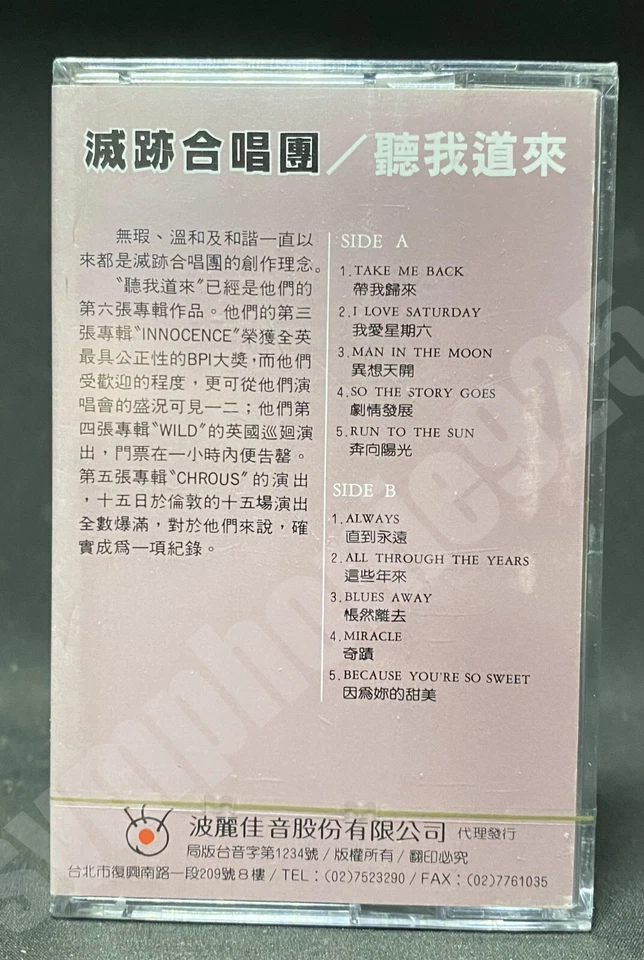 滅跡合唱團／聽我道來
無瑕、溫和及和諧一直以
來都是滅跡合唱團的創作理念。
“聽我道來”已經是他們的
第六張專輯作品。他們的第三
張專輯“INNOCENCE”榮獲全英
最具公正性的BPI大獎，而他們
受歡迎的程度，更可從他們演
唱會的盛況可見一二；他們第
四張專輯“WILD”的英國巡廻演
出，門票在一小時內便告罄。
第五張專輯“CHROUS”的演出
，十五日於倫敦的十五場演出
全數爆滿，對於他們來說，確
實成爲一項紀錄。
SIDE A
1.TAKE ME BACK
帶我歸來
2.I LOVE SATURDAY
我愛星期六
3.MAN IN THE MOON
異想天開
4.SO THE STORY GOES
劇情發展
5.RUN TO THE SUN
奔向陽光
SIDE B
1.ALWAYS
直到永遠
2.ALL THROUGH THE YEARS
這些年來
3.BLUES AWAY
悵然離去
4.MIRACLE
奇蹟
5.BECAUSE YOU'RE SO SWEET
因爲妳的甜美
波麗佳音股份有限公司 代理發行
局版台音字第1234號／版權所有／翻印必究
台北市復興南路一段209號8樓／TEL：(02)7523290／FAX：(02)7761035